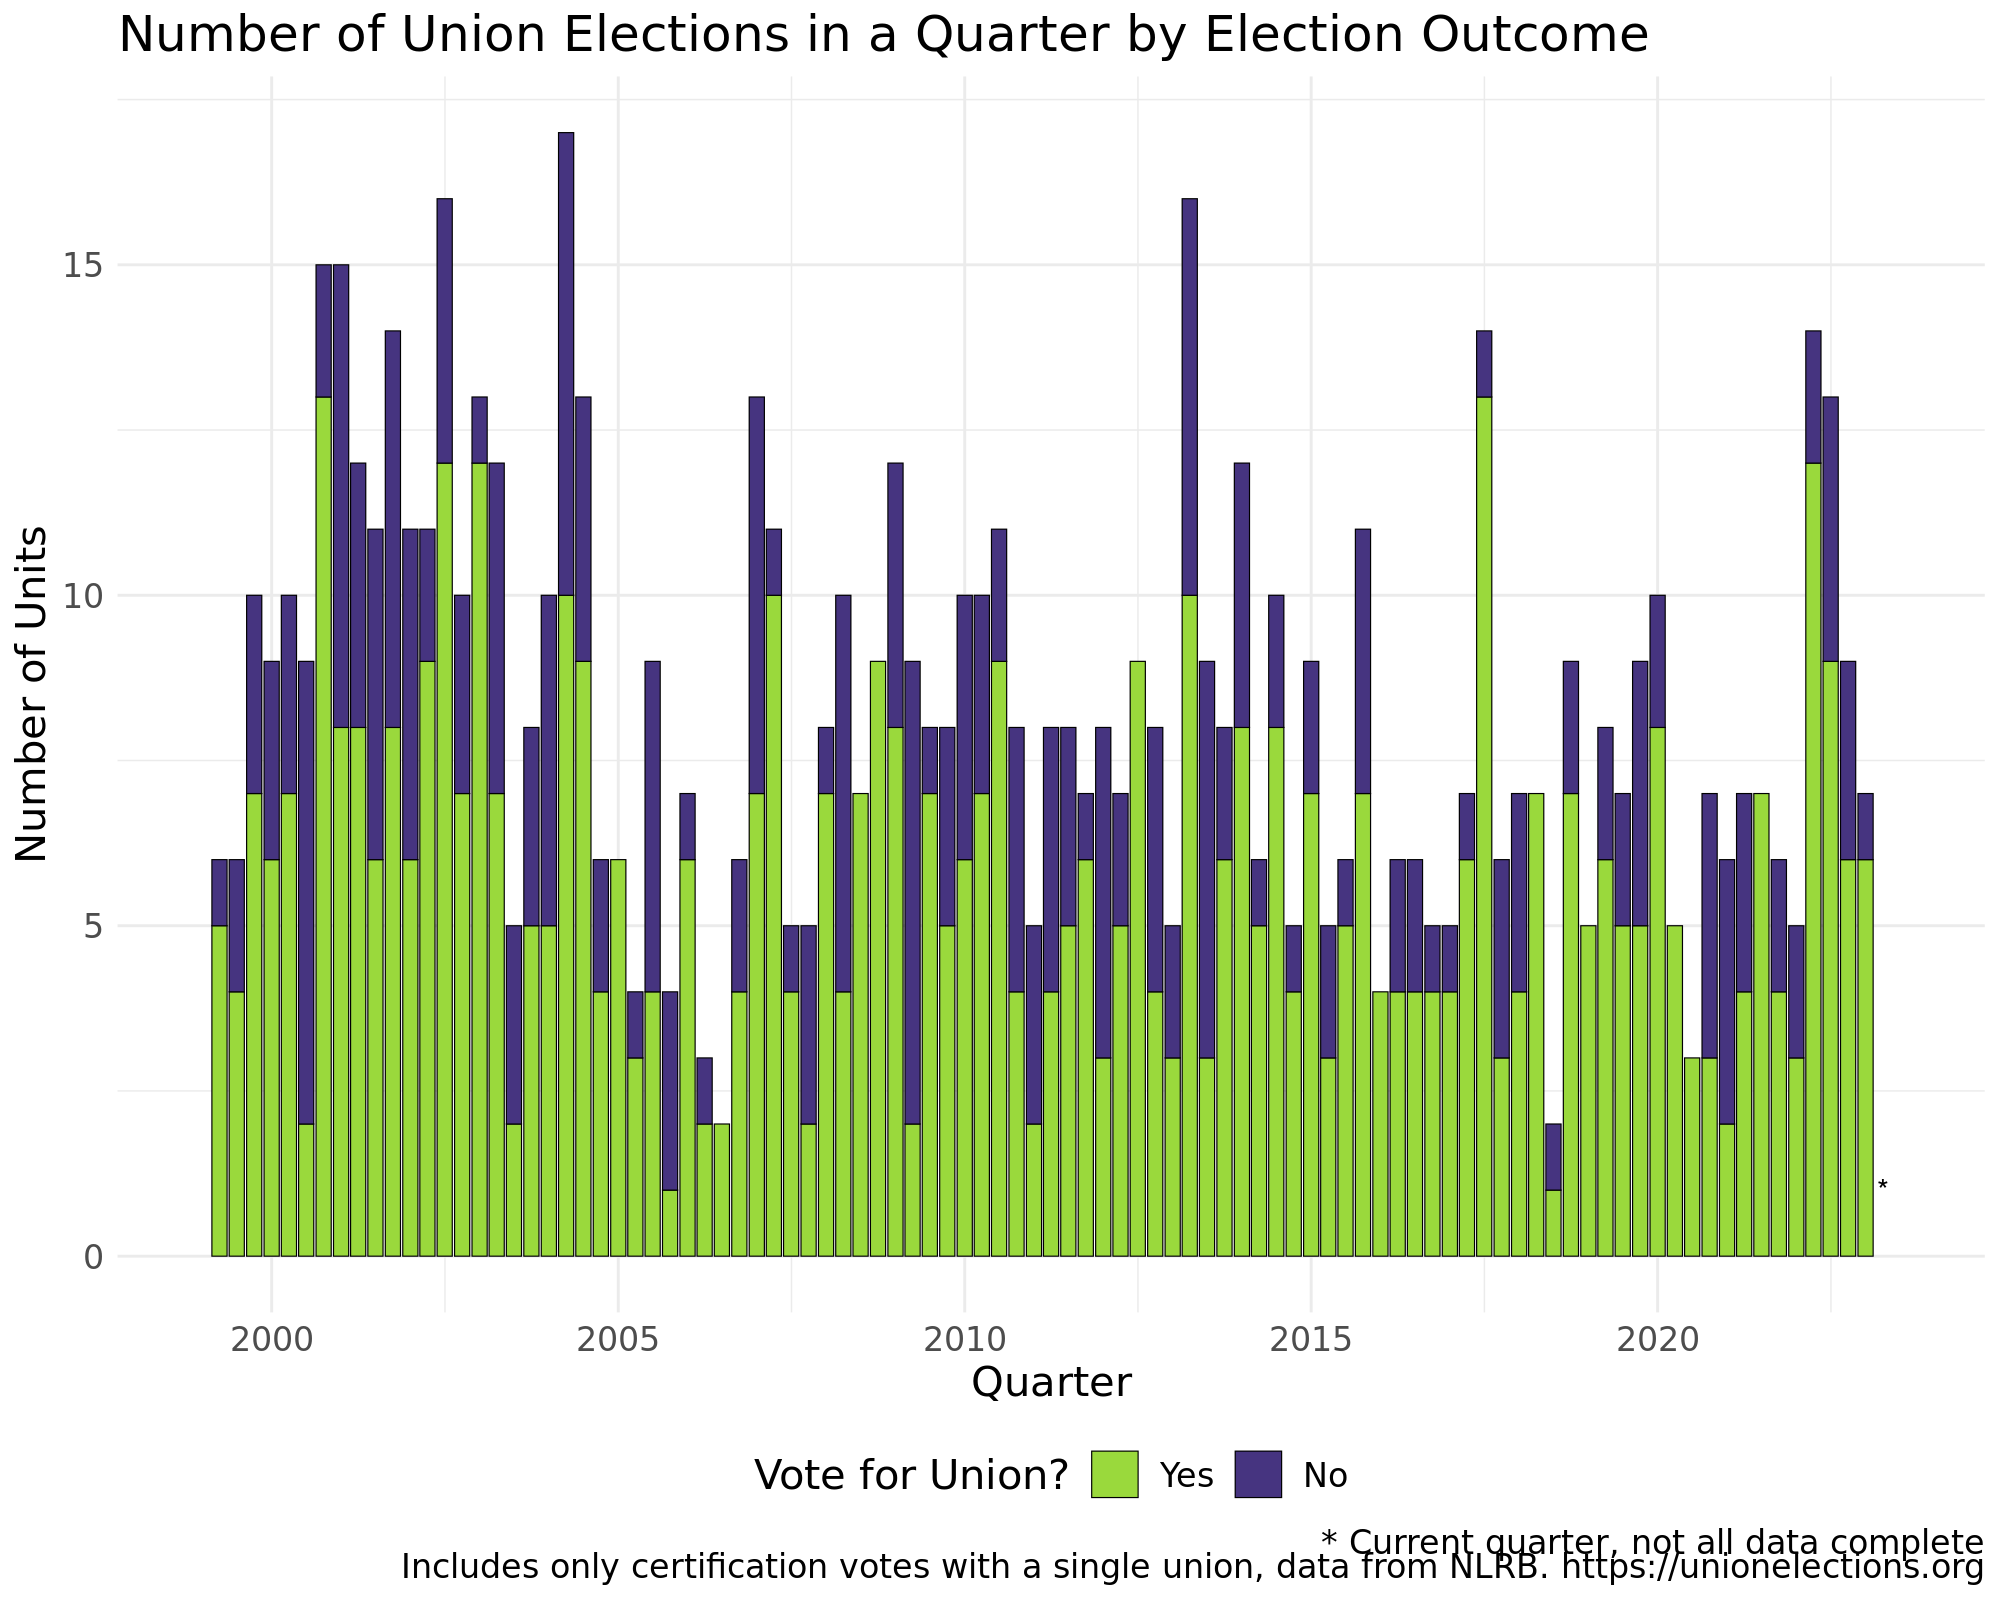 Number of Union Elections in a Quarter by Election Outcome
Number of Units
15
10
5
0
*
2000 2005 2010 2015 2020
Quarter
Vote for Union? Yes No
* Current quarter, not all data complete
Includes only certification votes with a single union, data from NLRB. https://unionelections.org